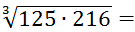 ∛125 · 216 =